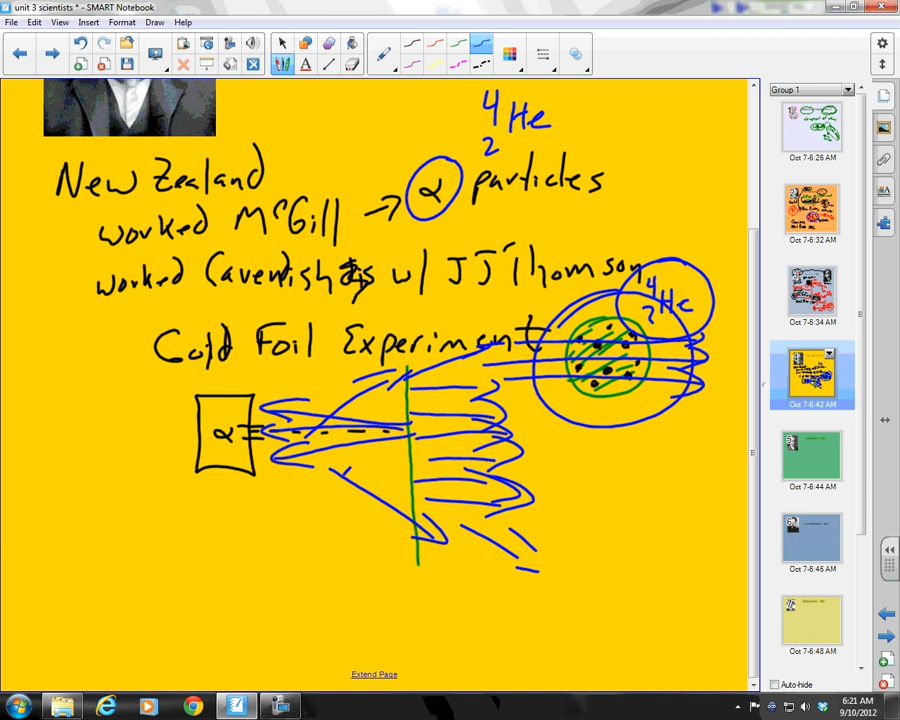 unit 3 scientists * - SMART Notebook
File Edit View Insert Format Draw Tools Help
Group 1
4
2 He
New Zealand
worked McGill → α particles
worked Cavendish w/ JJ Thomson
4
2 He
Gold Foil Experiment
α
Oct 7-6:26 AM
Oct 7-6:32 AM
Oct 7-6:34 AM
Oct 7-6:42 AM
Oct 7-6:44 AM
Oct 7-6:46 AM
Oct 7-6:48 AM
Extend Page
Auto-hide
6:21 AM
9/10/2012